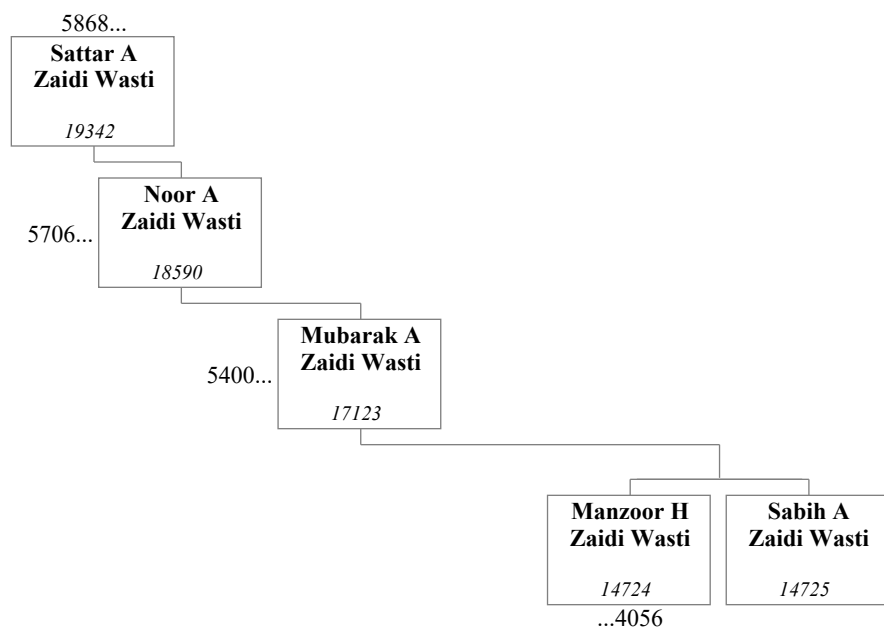 5868...
Sattar A
Zaidi Wasti
19342
Noor A
Zaidi Wasti
5706...
18590
Mubarak A
Zaidi Wasti
5400...
17123
Manzoor H
Zaidi Wasti
14724
...4056
Sabih A
Zaidi Wasti
14725